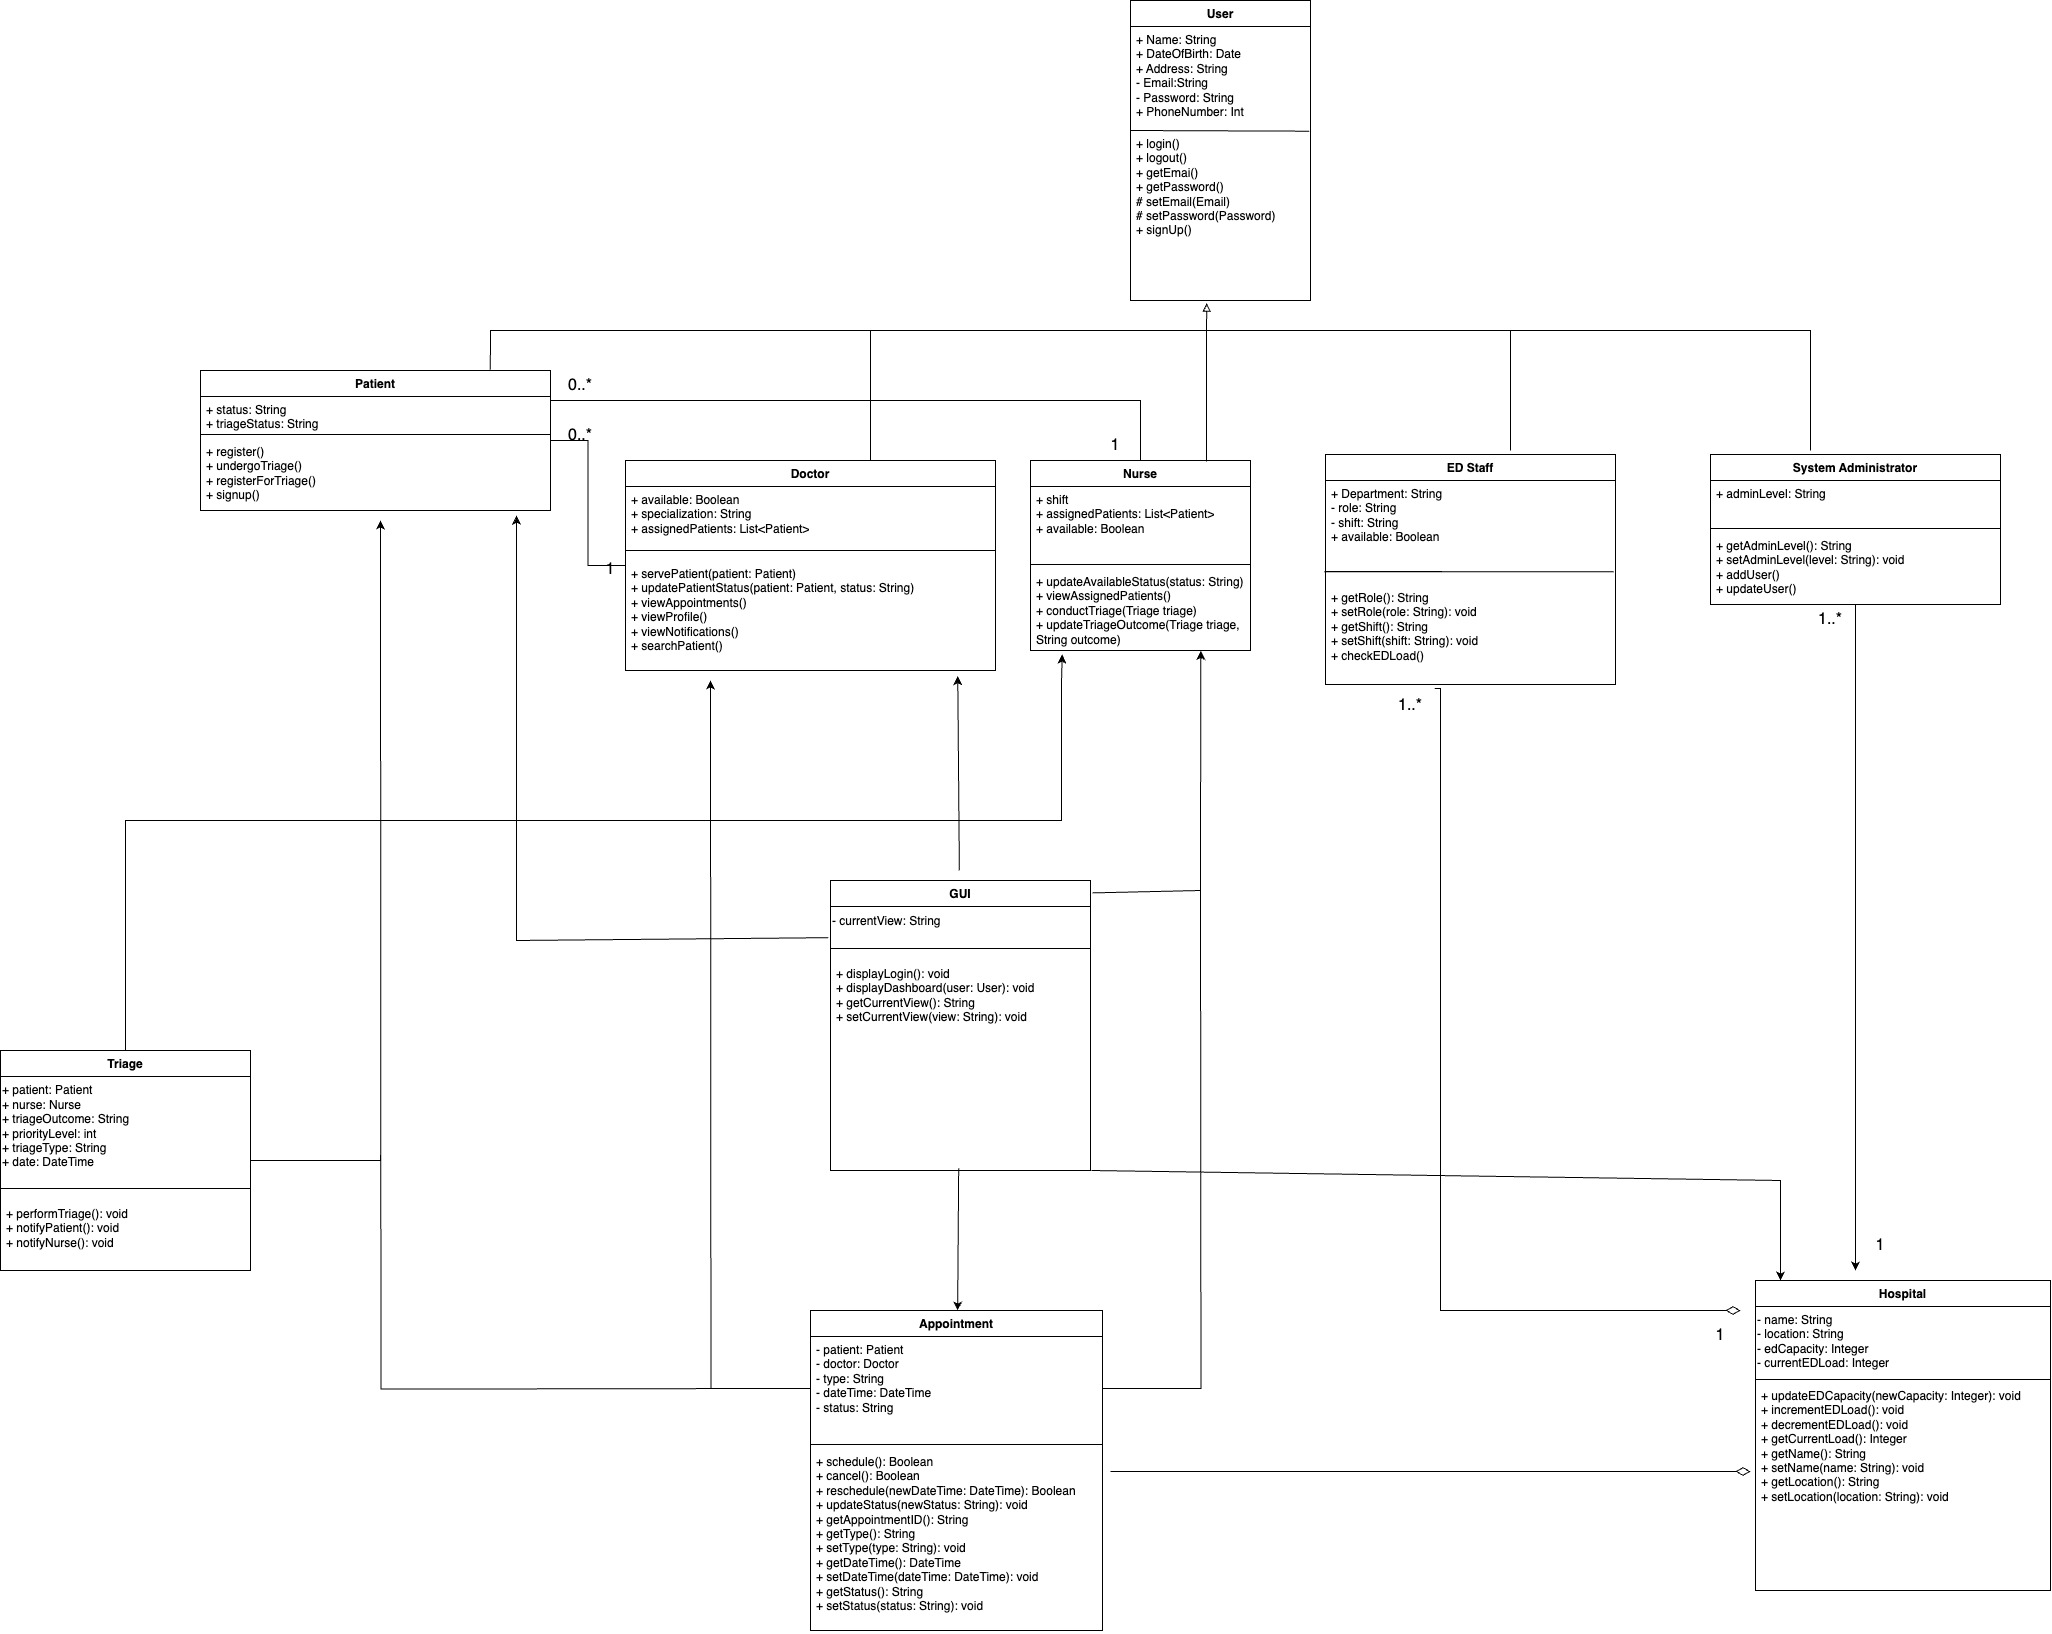 User
+ Name: String
+ DateOfBirth: Date
+ Address: String
- Email:String
- Password: String
+ PhoneNumber: Int
+ login()
+ logout()
+ getEmai()
+ getPassword()
# setEmail(Email)
# setPassword(Password)
+ signUp()
Patient
+ status: String
+ triageStatus: String
+ register()
+ undergoTriage()
+ registerForTriage()
+ signup()
0..*
0..*
1
1
Doctor
+ available: Boolean
+ specialization: String
+ assignedPatients: List<Patient>
+ servePatient(patient: Patient)
+ updatePatientStatus(patient: Patient, status: String)
+ viewAppointments()
+ viewProfile()
+ viewNotifications()
+ searchPatient()
Nurse
+ shift
+ assignedPatients: List<Patient>
+ available: Boolean
+ updateAvailableStatus(status: String)
+ viewAssignedPatients()
+ conductTriage(Triage triage)
+ updateTriageOutcome(Triage triage,
String outcome)
ED Staff
+ Department: String
- role: String
- shift: String
+ available: Boolean
+ getRole(): String
+ setRole(role: String): void
+ getShift(): String
+ setShift(shift: String): void
+ checkEDLoad()
1..*
System Administrator
+ adminLevel: String
+ getAdminLevel(): String
+ setAdminLevel(level: String): void
+ addUser()
+ updateUser()
1..*
GUI
- currentView: String
+ displayLogin(): void
+ displayDashboard(user: User): void
+ getCurrentView(): String
+ setCurrentView(view: String): void
Triage
+ patient: Patient
+ nurse: Nurse
+ triageOutcome: String
+ priorityLevel: int
+ triageType: String
+ date: DateTime
+ performTriage(): void
+ notifyPatient(): void
+ notifyNurse(): void
Appointment
- patient: Patient
- doctor: Doctor
- type: String
- dateTime: DateTime
- status: String
+ schedule(): Boolean
+ cancel(): Boolean
+ reschedule(newDateTime: DateTime): Boolean
+ updateStatus(newStatus: String): void
+ getAppointmentID(): String
+ getType(): String
+ setType(type: String): void
+ getDateTime(): DateTime
+ setDateTime(dateTime: DateTime): void
+ getStatus(): String
+ setStatus(status: String): void
1
1
Hospital
- name: String
- location: String
- edCapacity: Integer
- currentEDLoad: Integer
+ updateEDCapacity(newCapacity: Integer): void
+ incrementEDLoad(): void
+ decrementEDLoad(): void
+ getCurrentLoad(): Integer
+ getName(): String
+ setName(name: String): void
+ getLocation(): String
+ setLocation(location: String): void